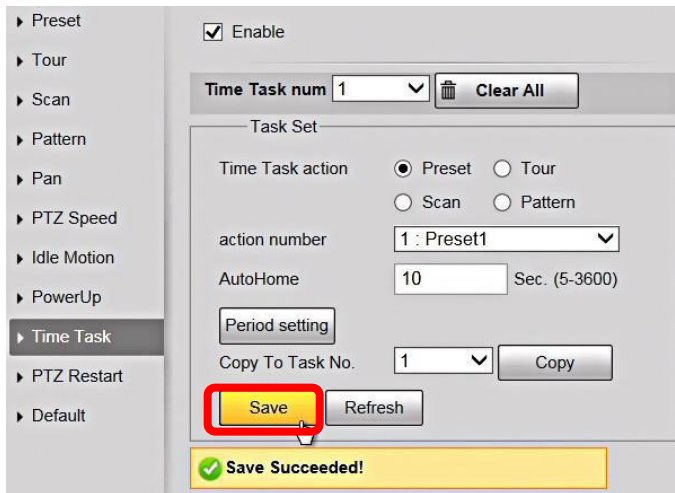 Preset
Tour
Scan
Pattern
Pan
PTZ Speed
Idle Motion
PowerUp
Time Task
PTZ Restart
Default
Enable
Time Task num 1 Clear All
Task Set
Time Task action Preset Tour
Scan Pattern
action number 1 : Preset1
AutoHome 10 Sec. (5-3600)
Period setting
Copy To Task No. 1 Copy
Save Refresh
Save Succeeded!